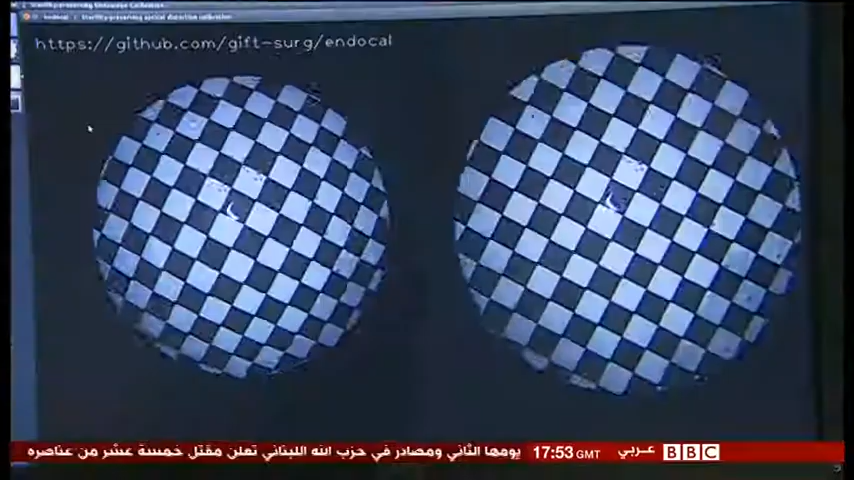 https://github.com/gift-surg/endocal
يومها الثاني ومصادر في حزب الله اللبناني تعلن مقتل خمسة عشر من عناصره
17:53 GMT
عربي BBC